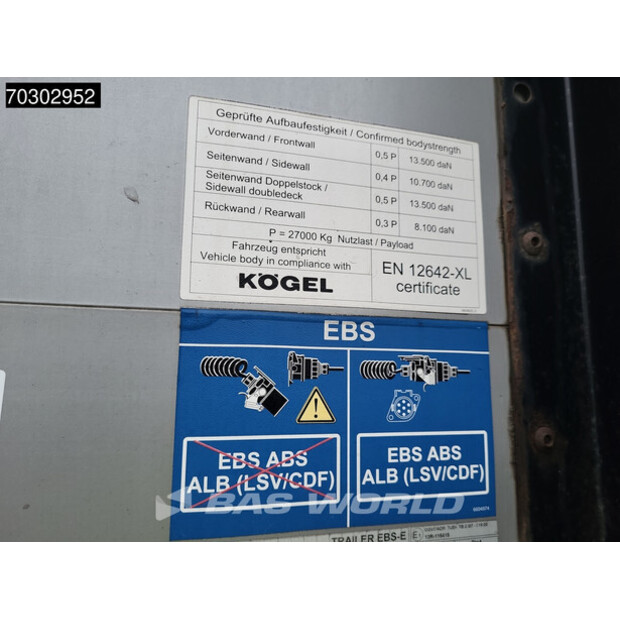 70302952
Geprüfte Aufbaufestigkeit / Confirmed bodystrength
Vorderwand / Frontwall 0,5 P 13.500 daN
Seitenwand / Sidewall 0,4 P 10.700 daN
Seitenwand Doppelstock /
Sidewall doubledeck 0,5 P 13.500 daN
Rückwand / Rearwall 0,3 P 8.100 daN
P = 27000 Kg Nutzlast / Payload
Fahrzeug entspricht
Vehicle body in compliance with
KÖGEL
EN 12642-XL
certificate
EBS
EBS ABS
ALB (LSV/CDF)
EBS ABS
ALB (LSV/CDF)
BAS WORLD
TRAILER EBS-E